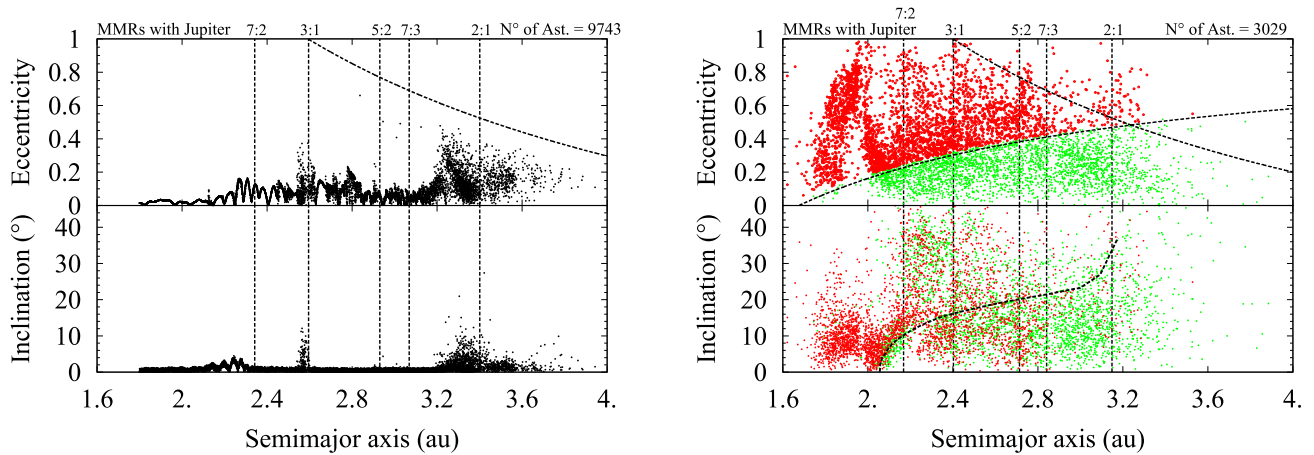 MMRs with Jupiter 7:2 3:1 5:2 7:3 2:1 N° of Ast. = 9743
1
0.8
0.6
0.4
0.2
0
Eccentricity
40
30
20
10
0
Inclination (°)
1.6 2. 2.4 2.8 3.2 3.6 4.
Semimajor axis (au)
7:2
MMRs with Jupiter 3:1 5:2 7:3 2:1 N° of Ast. = 3029
1
0.8
0.6
0.4
0.2
0
Eccentricity
40
30
20
10
0
Inclination (°)
1.6 2. 2.4 2.8 3.2 3.6 4.
Semimajor axis (au)